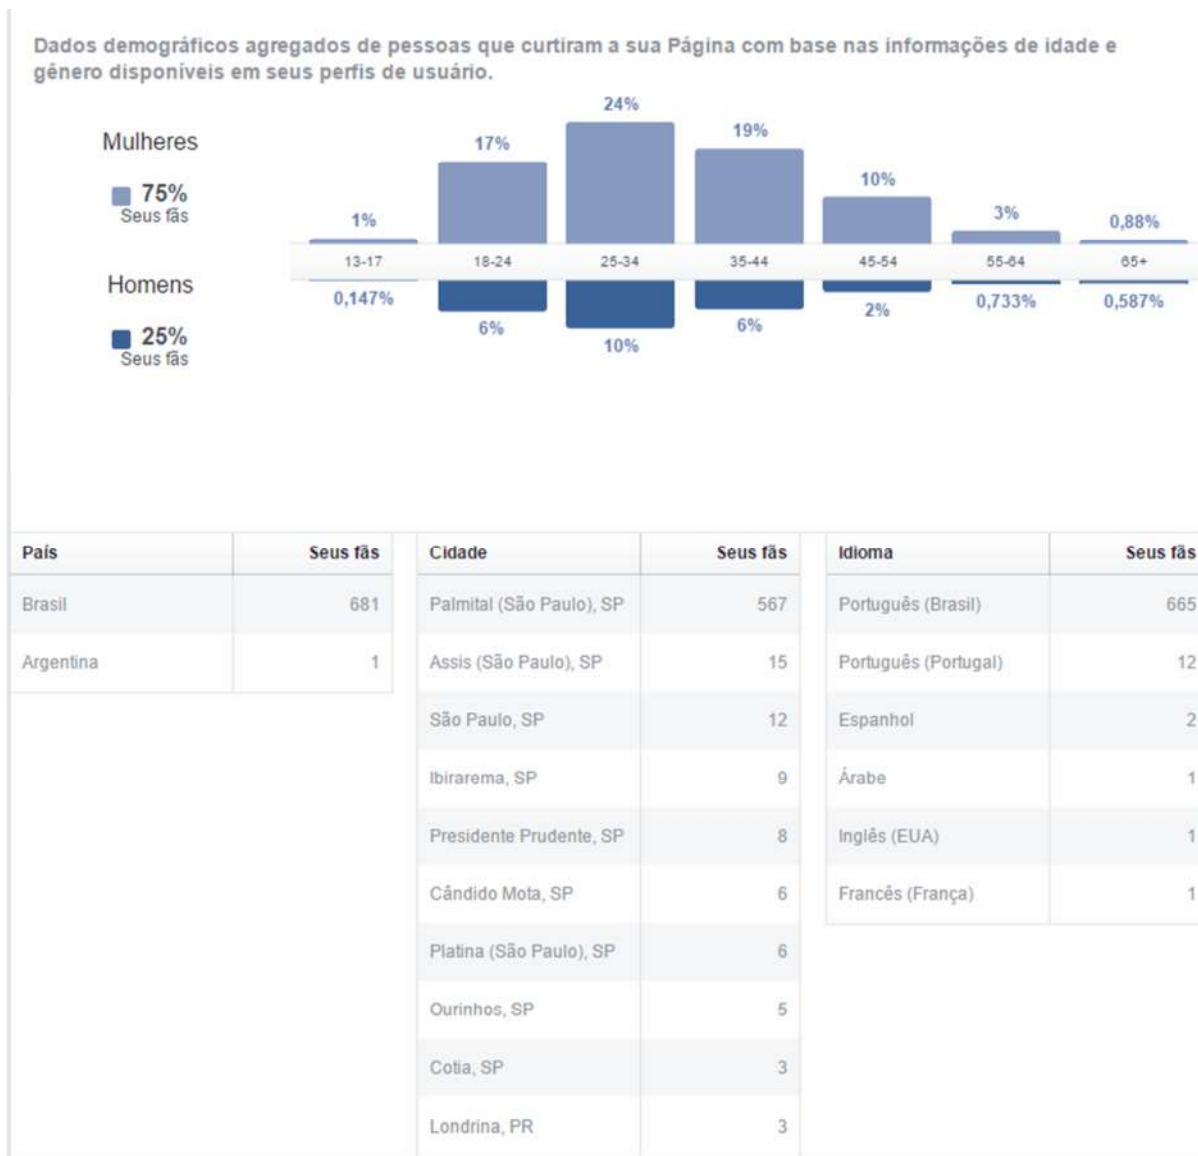 Dados demográficos agregados de pessoas que curtiram a sua Página com base nas informações de idade e
gênero disponíveis em seus perfis de usuário.
Mulheres
75%
Seus fãs
1%
17%
24%
19%
10%
3%
0,88%
13-17
18-24
25-34
35-44
45-54
55-64
65+
Homens
25%
Seus fãs
0,147%
6%
10%
6%
2%
0,733%
0,587%
País Seus fãs
Brasil 681
Argentina 1
Cidade Seus fãs
Palmital (São Paulo), SP 567
Assis (São Paulo), SP 15
São Paulo, SP 12
Ibirarema, SP 9
Presidente Prudente, SP 8
Cândido Mota, SP 6
Platina (São Paulo), SP 6
Ourinhos, SP 5
Cotia, SP 3
Londrina, PR 3
Idioma Seus fãs
Português (Brasil) 665
Português (Portugal) 12
Espanhol 2
Árabe 1
Inglês (EUA) 1
Francês (França) 1